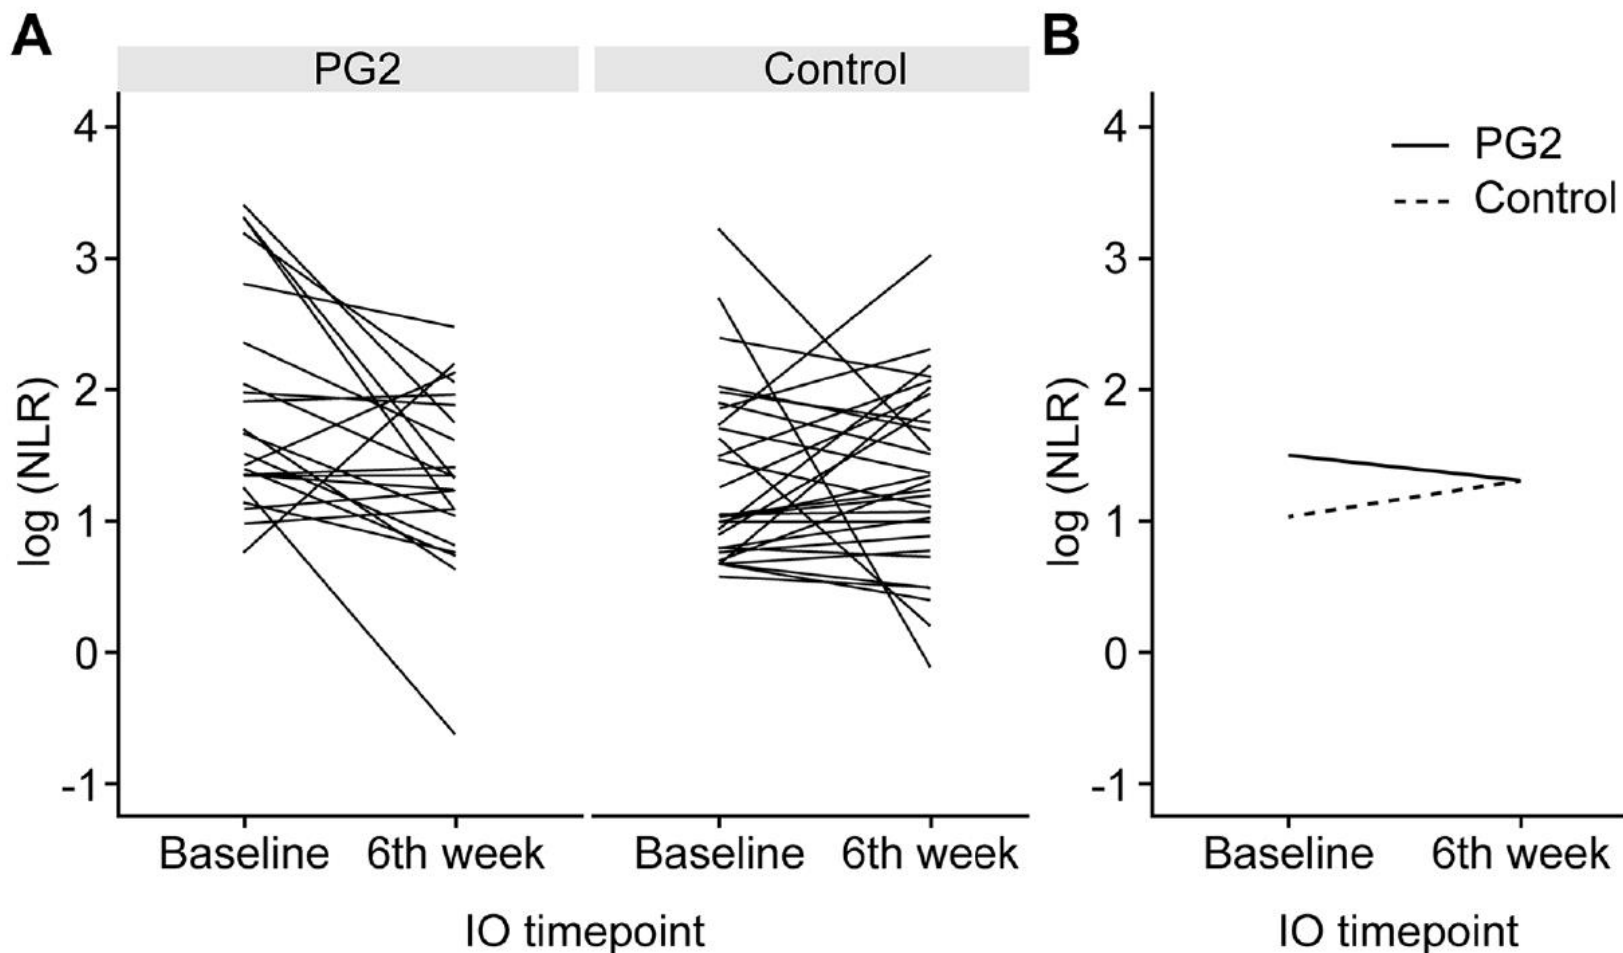 A
PG2
Control
4
3
2
1
0
-1
log (NLR)
Baseline
6th week
Baseline
6th week
IO timepoint
B
PG2
Control
4
3
2
1
0
-1
log (NLR)
Baseline
6th week
IO timepoint